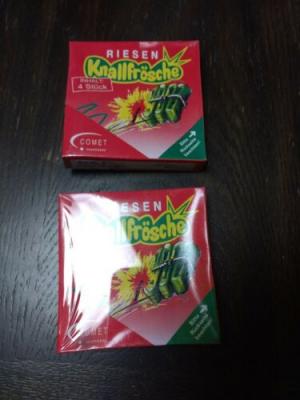 RIESEN
Knallfrösche
INHALT:
4 Stück
COMET
RIESEN
Knallfrösche
COMET